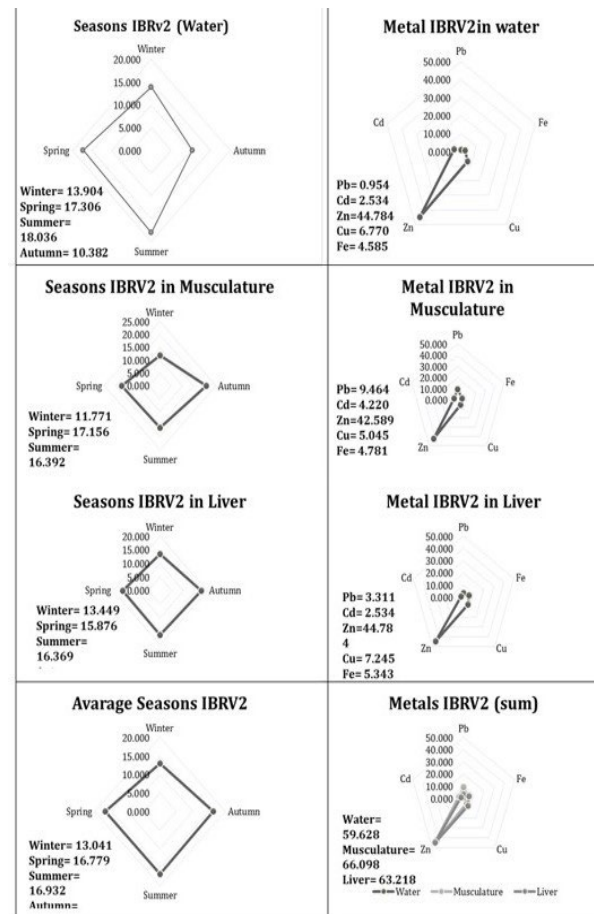 Seasons IBRv2 (Water)
Winter
20.000
15.000
10.000
5.000
0.000
Spring
Autumn
Summer
Winter= 13.904
Spring= 17.306
Summer=
18.036
Autumn= 10.382
Metal IBRV2in water
Pb
50.000
40.000
30.000
20.000
10.000
0.000
Cd
Fe
Zn
Cu
Pb= 0.954
Cd= 2.534
Zn=44.784
Cu= 6.770
Fe= 4.585
Seasons IBRV2 in Musculature
Winter
25.000
20.000
15.000
10.000
5.000
0.000
Spring
Autumn
Summer
Winter= 11.771
Spring= 17.156
Summer=
16.392
Metal IBRV2 in
Musculature
Pb
50.000
40.000
30.000
20.000
10.000
0.000
Cd
Fe
Zn
Cu
Pb= 9.464
Cd= 4.220
Zn=42.589
Cu= 5.045
Fe= 4.781
Seasons IBRV2 in Liver
Winter
20.000
15.000
10.000
5.000
0.000
Spring
Autumn
Summer
Winter= 13.449
Spring= 15.876
Summer=
16.369
Metal IBRV2 in Liver
Pb
50.000
40.000
30.000
20.000
10.000
0.000
Cd
Fe
Zn
Cu
Pb= 3.311
Cd= 2.534
Zn=44.78
4
Cu= 7.245
Fe= 5.343
Avarage Seasons IBRV2
Winter
20.000
15.000
10.000
5.000
0.000
Spring
Autumn
Summer
Winter= 13.041
Spring= 16.779
Summer=
16.932
Autumn=
Metals IBRV2 (sum)
Pb
50.000
40.000
30.000
20.000
10.000
0.000
Cd
Fe
Zn
Cu
Water=
59.628
Musculature=
66.098
Liver= 63.218
Water
Musculature
Liver